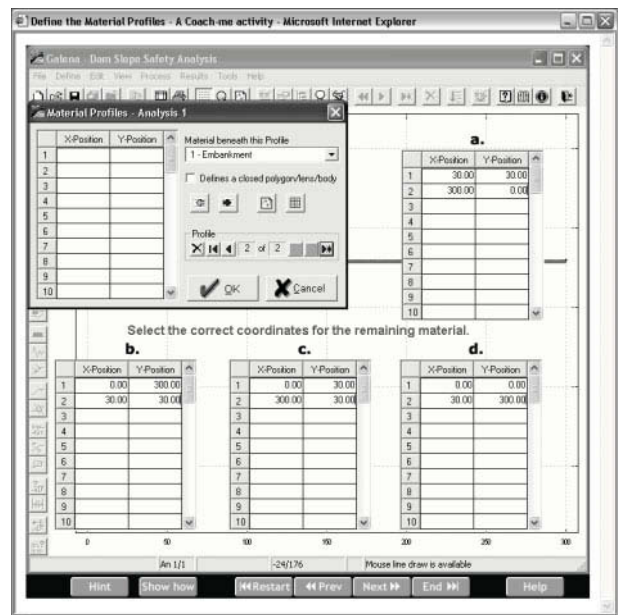 Define the Material Profiles - A Coach-me activity - Microsoft Internet Explorer
Galena - Dam Slope Safety Analysis
File Define Edit View Process Results Tools Help
Material Profiles - Analysis 1
X-Position Y-Position
1
2
3
4
5
6
7
8
9
10
Material beneath this Profile
1 - Embankment
Defines a closed polygon/lens/body
Profile
2 of 2
OK Cancel
a.
X-Position Y-Position
1 30.00 30.00
2 300.00 0.00
3
4
5
6
7
8
9
10
Select the correct coordinates for the remaining material.
b.
X-Position Y-Position
1 0.00 300.00
2 30.00 30.00
3
4
5
6
7
8
9
10
c.
X-Position Y-Position
1 0.00 30.00
2 300.00 30.00
3
4
5
6
7
8
9
10
d.
X-Position Y-Position
1 0.00 0.00
2 30.00 300.00
3
4
5
6
7
8
9
10
0 50 100 150 200 250 300
An 1/1 -24/176 Mouse line draw is available
Hint Show how Restart Prev Next End Help